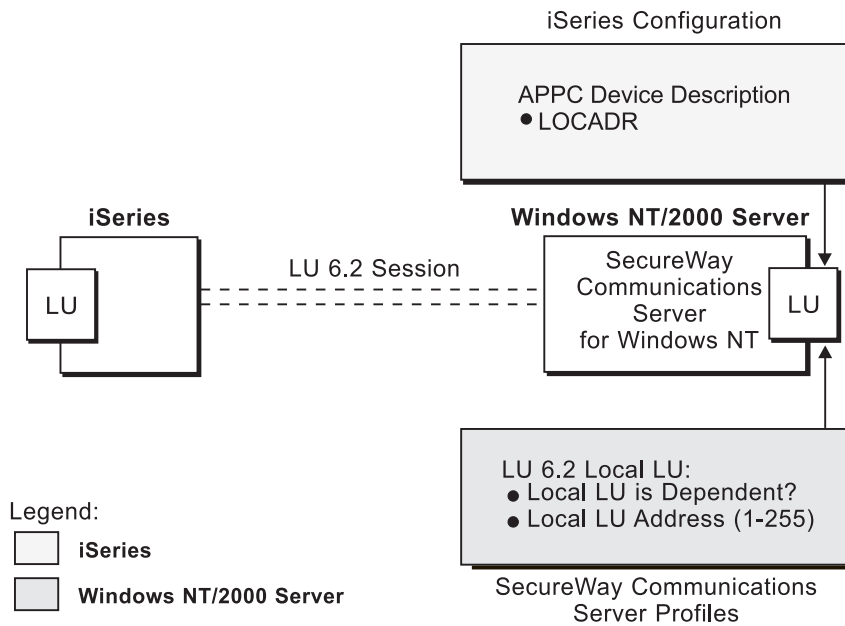 iSeries Configuration
APPC Device Description
● LOCADR
iSeries
Windows NT/2000 Server
LU
LU 6.2 Session
SecureWay
Communications
Server
for Windows NT
LU
LU 6.2 Local LU:
● Local LU is Dependent?
● Local LU Address (1-255)
Legend:
iSeries
Windows NT/2000 Server
SecureWay Communications
Server Profiles